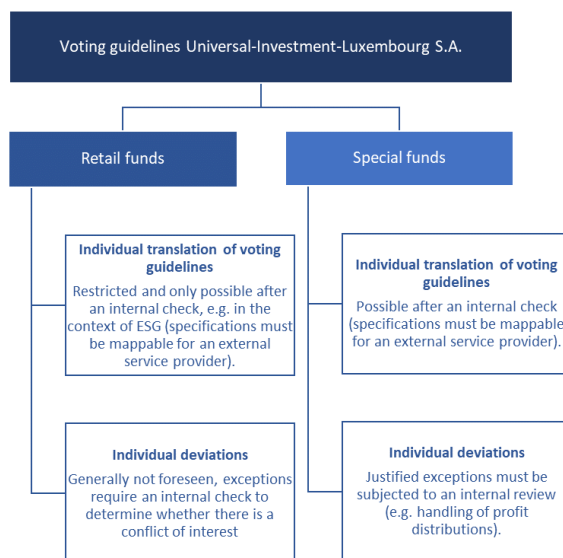 Voting guidelines Universal-Investment-Luxembourg S.A.
Retail funds
Individual translation of voting
guidelines
Restricted and only possible after
an internal check, e.g. in the
context of ESG (specifications must
be mappable for an external
service provider).
Individual deviations
Generally not foreseen, exceptions
require an internal check to
determine whether there is a
conflict of interest
Special funds
Individual translation of voting
guidelines
Possible after an internal check
(specifications must be mappable
for an external service provider).
Individual deviations
Justified exceptions must be
subjected to an internal review
(e.g. handling of profit
distributions).